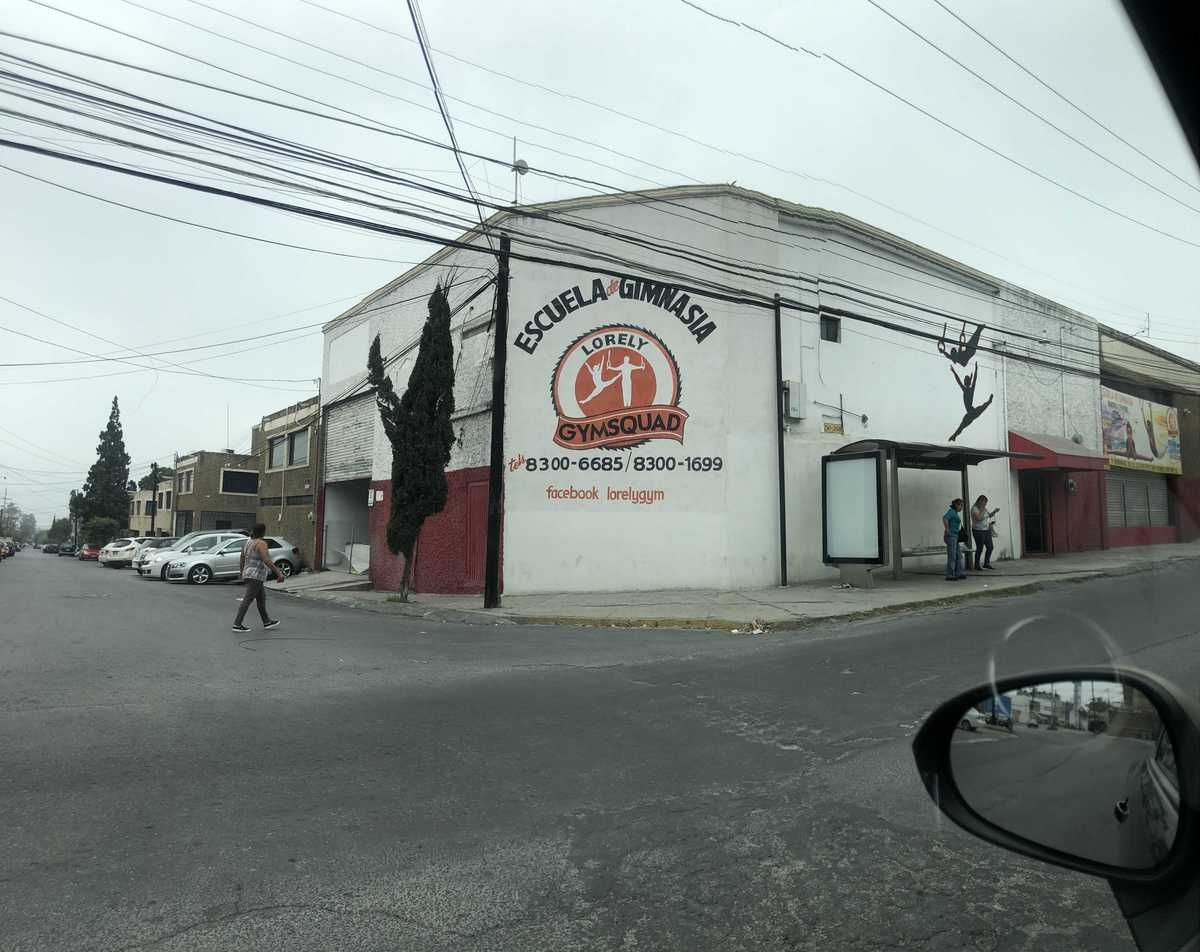 ESCUELA de GIMNASIA
LORELY
GYMSQUAD
tels 8300-6685/8300-1699
facebook lorelygym